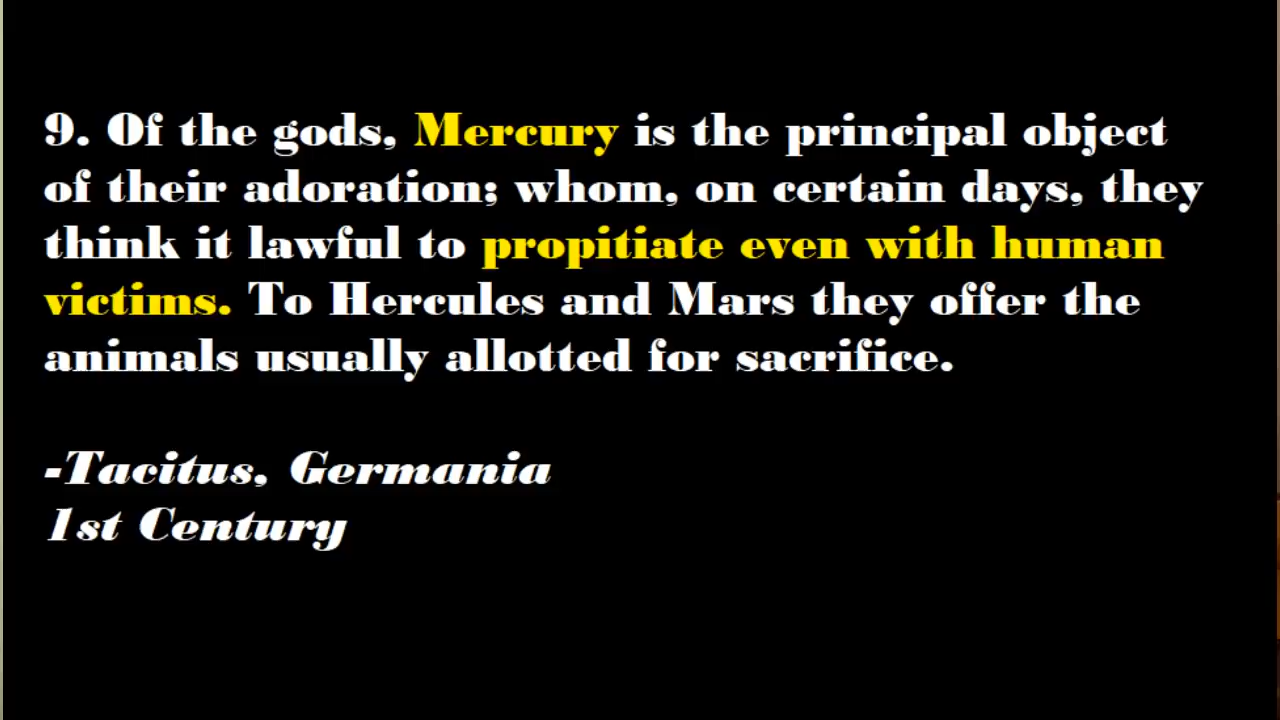 9. Of the gods, Mercury is the principal object
of their adoration; whom, on certain days, they
think it lawful to propitiate even with human
victims. To Hercules and Mars they offer the
animals usually allotted for sacrifice.
-Tacitus, Germania
1st Century